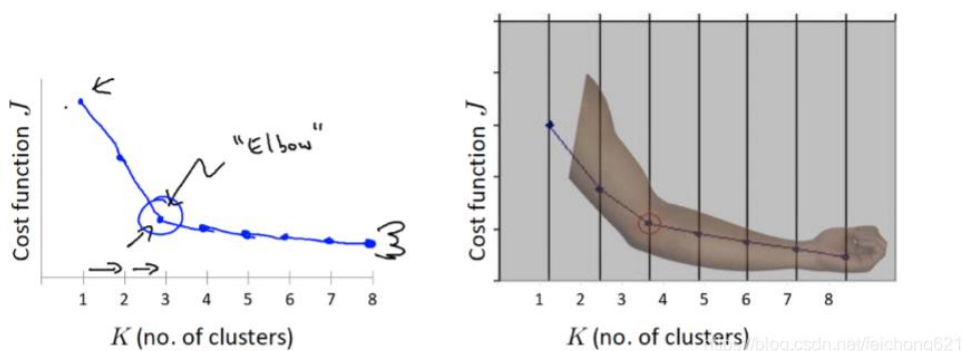 Cost function J
"Elbow"
1 2 3 4 5 6 7 8
K (no. of clusters)
Cost function J
1 2 3 4 5 6 7 8
K (no. of clusters)
https://blog.csdn.net/feichong621